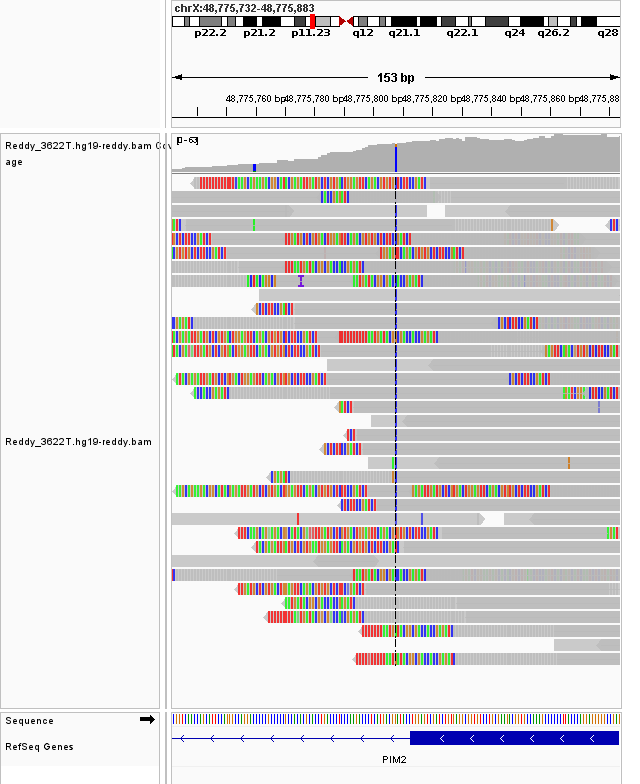 chrX:48,775,732-48,775,883
p22.2 p21.2 p11.23 q12 q21.1 q22.1 q24 q26.2 q28
153 bp
48,775,760 bp 48,775,780 bp 48,775,800 bp 48,775,820 bp 48,775,840 bp 48,775,860 bp 48,775,88
[0-63]
Reddy_3622T.hg19-reddy.bam Cov
age
Reddy_3622T.hg19-reddy.bam
Sequence
RefSeq Genes
PIM2